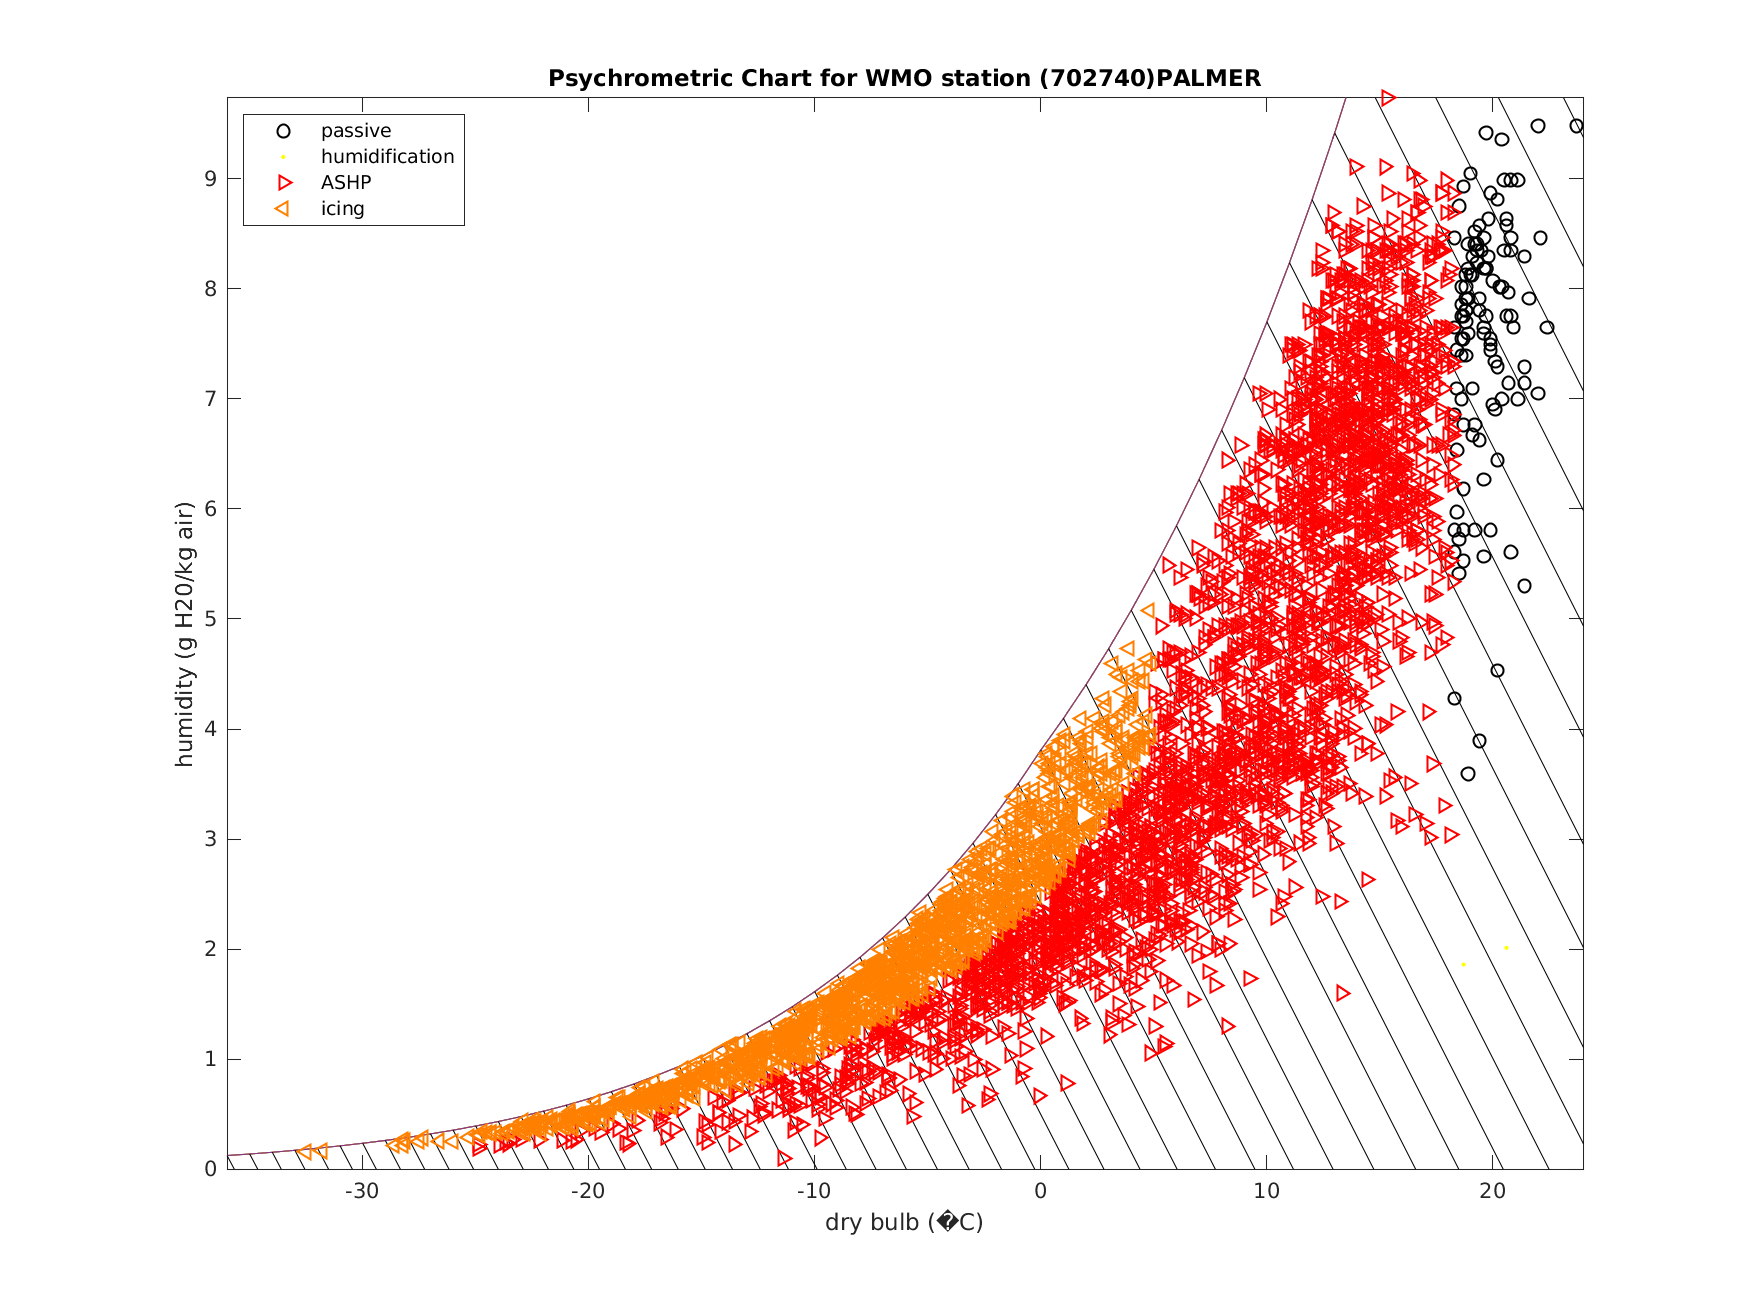 Psychrometric Chart for WMO station (702740)PALMER
passive
humidification
ASHP
icing
humidity (g H20/kg air)
9
8
7
6
5
4
3
2
1
0
-30 -20 -10 0 10 20
dry bulb (�C)